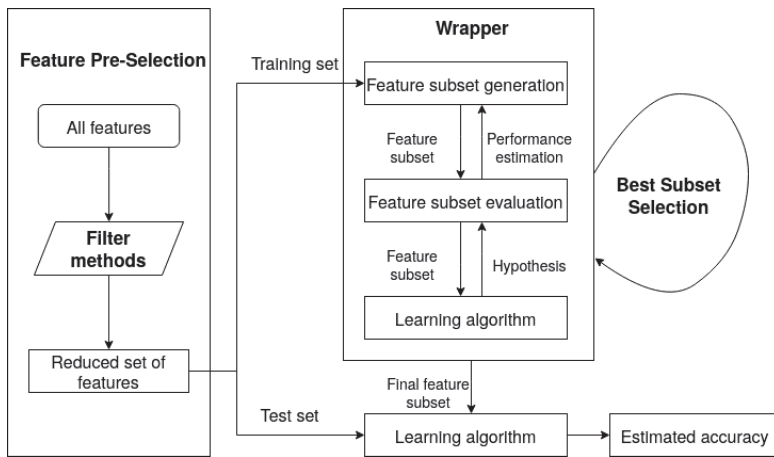 Feature Pre-Selection
All features
Filter
methods
Reduced set of
features
Training set
Test set
Wrapper
Feature subset generation
Feature
subset
Performance
estimation
Feature subset evaluation
Feature
subset
Hypothesis
Learning algorithm
Best Subset
Selection
Final feature
subset
Learning algorithm
Estimated accuracy